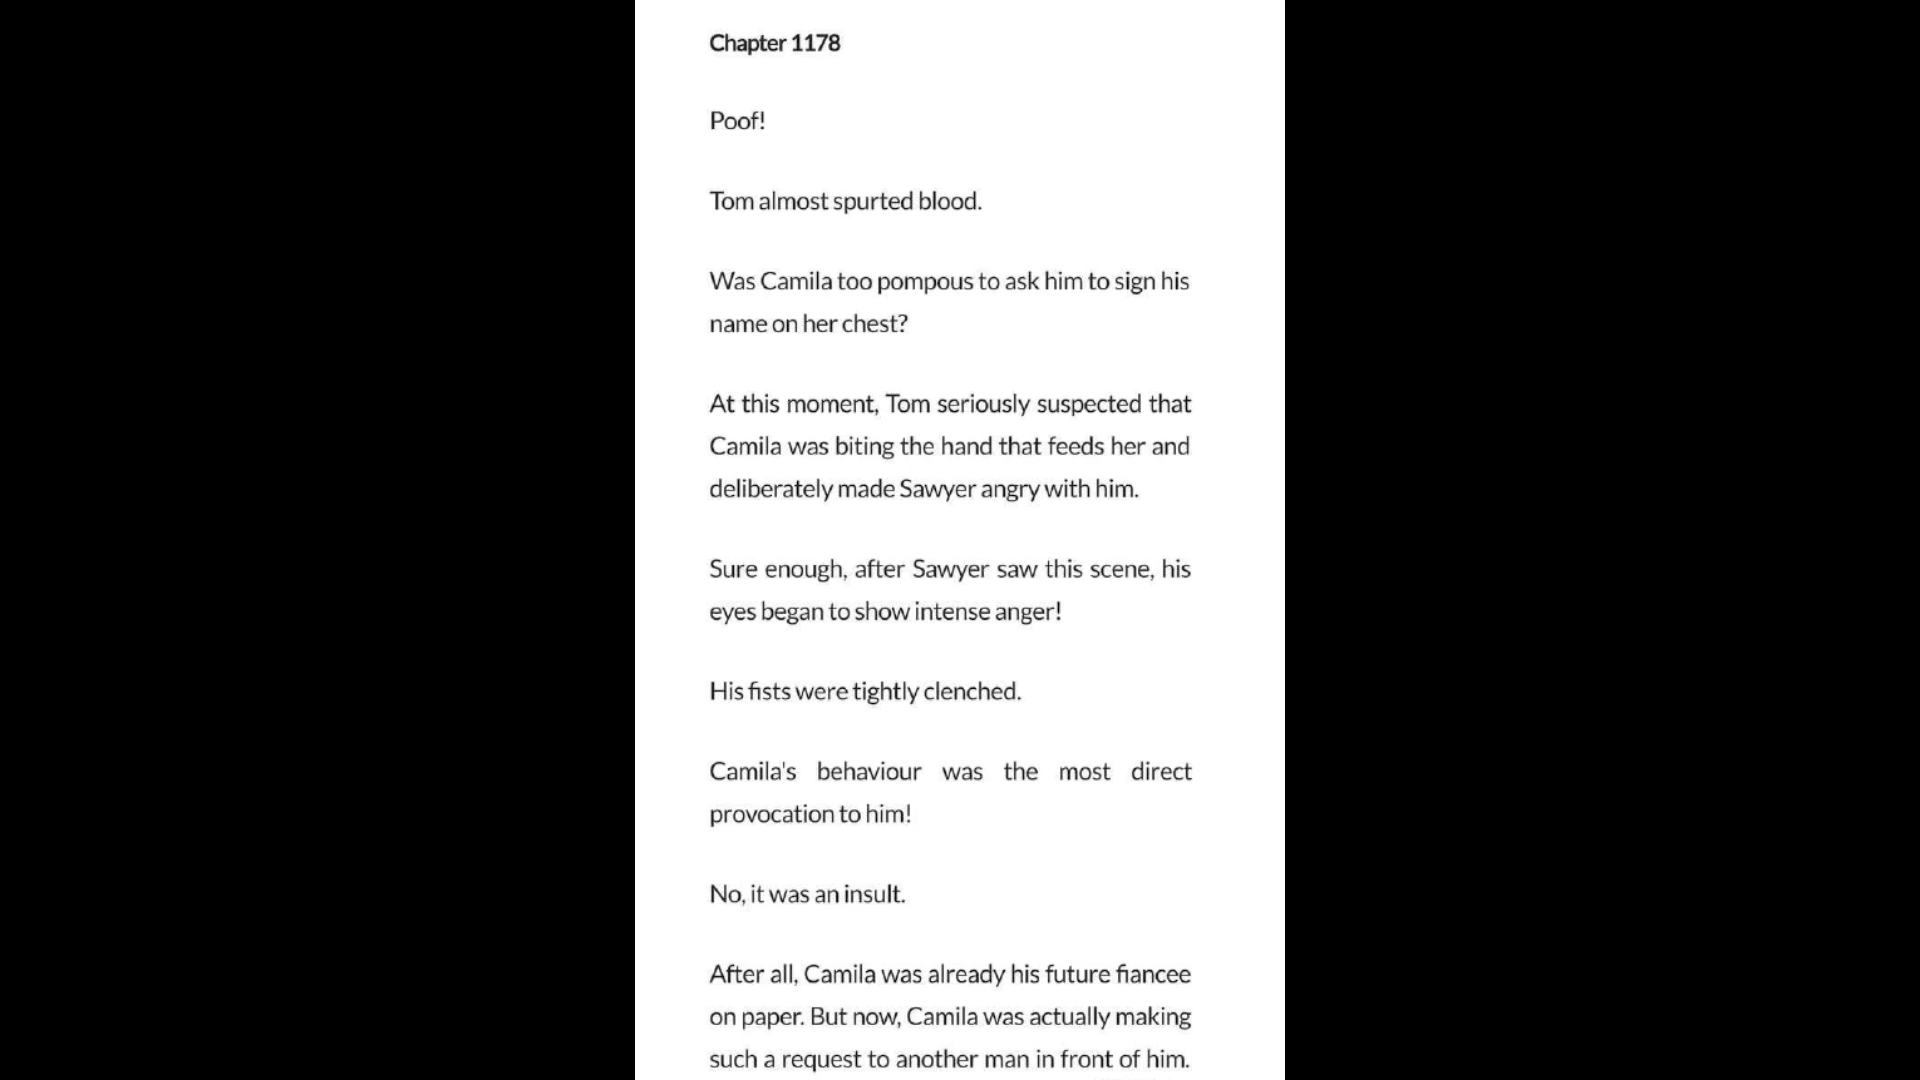 Chapter 1178
Poof!
Tom almost spurted blood.
Was Camila too pompous to ask him to sign his
name on her chest?
At this moment, Tom seriously suspected that
Camila was biting the hand that feeds her and
deliberately made Sawyer angry with him.
Sure enough, after Sawyer saw this scene, his
eyes began to show intense anger!
His fists were tightly clenched.
Camila's behaviour was the most direct
provocation to him!
No, it was an insult.
After all, Camila was already his future fiancee
on paper. But now, Camila was actually making
such a request to another man in front of him.